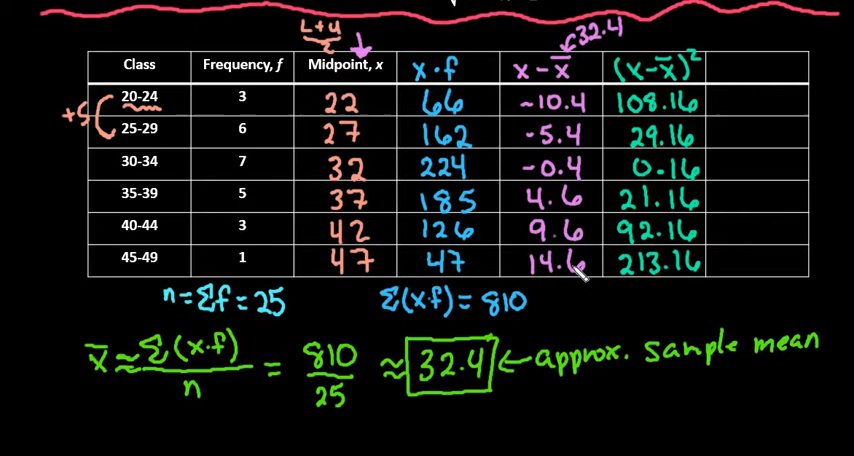 L+U
2
32.4
Class Frequency, f Midpoint, x x·f x-x̄ (x-x̄)²
+5
20-24 3 22 66 -10.4 108.16
25-29 6 27 162 -5.4 29.16
30-34 7 32 224 -0.4 0.16
35-39 5 37 185 4.6 21.16
40-44 3 42 126 9.6 92.16
45-49 1 47 47 14.6 213.16
n=Σf=25 Σ(x·f)=810
x̄≈Σ(x·f)/n = 810/25 ≈ 32.4 ← approx. sample mean